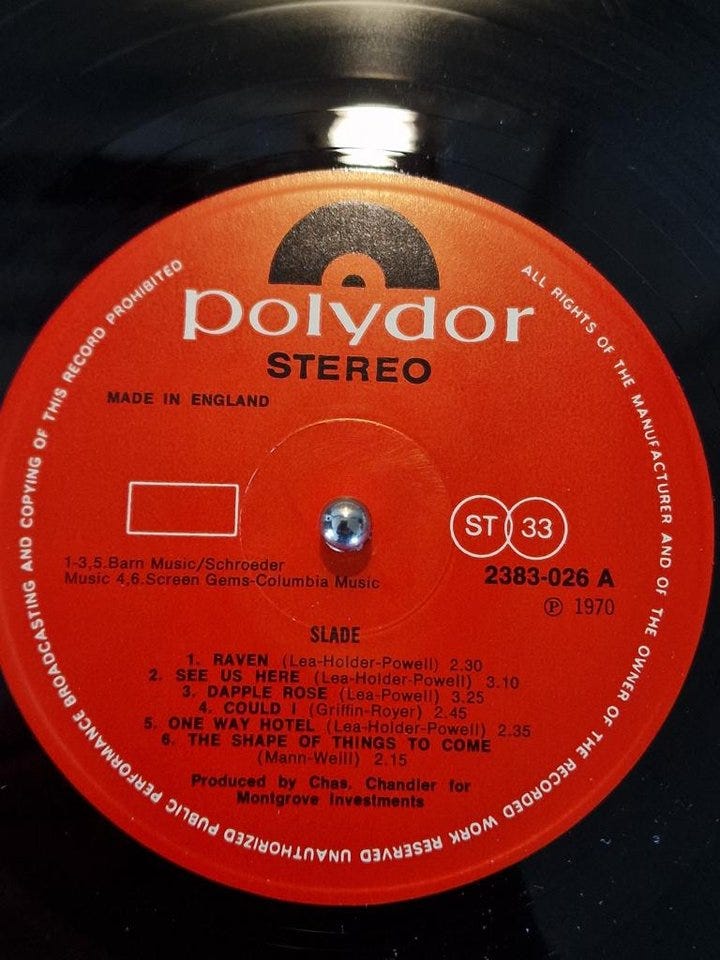 polydor
STEREO
MADE IN ENGLAND
ST 33
1-3,5.Barn Music/Schroeder
Music 4,6.Screen Gems-Columbia Music
2383-026 A
℗ 1970
SLADE
1. RAVEN (Lea-Holder-Powell) 2.30
2. SEE US HERE (Lea-Holder-Powell) 3.10
3. DAPPLE ROSE (Lea-Powell) 3.25
4. COULD I (Griffin-Royer) 2.45
5. ONE WAY HOTEL (Lea-Holder-Powell) 2.35
6. THE SHAPE OF THINGS TO COME
(Mann-Weill) 2.15
Produced by Chas. Chandler for
Montgrove Investments
ALL RIGHTS OF THE MANUFACTURER AND OF THE OWNER OF THE RECORDED WORK RESERVED UNAUTHORIZED PUBLIC PERFORMANCE BROADCASTING AND COPYING OF THIS RECORD PROHIBITED